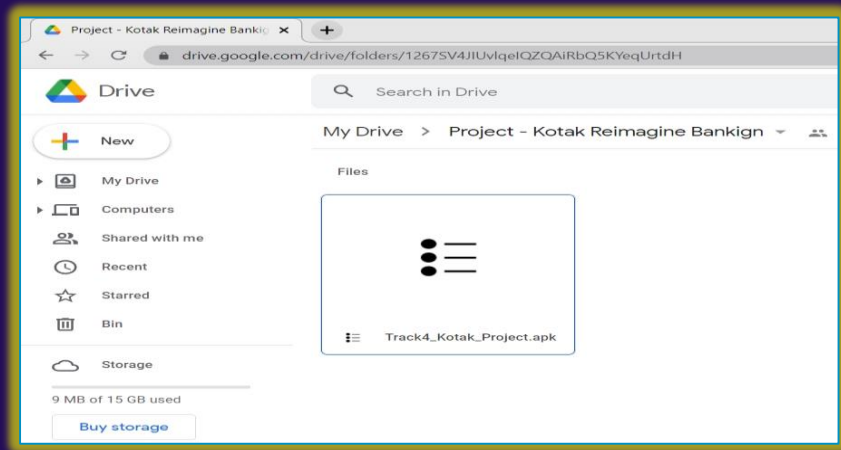 Project - Kotak Reimagine Bankig
drive.google.com/drive/folders/1267SV4JIUvlqeIQZQAiRbQ5KYeqUrtdH
Drive
Search in Drive
New
My Drive > Project - Kotak Reimagine Bankign
My Drive
Files
Computers
Shared with me
Recent
Starred
Bin
Track4_Kotak_Project.apk
Storage
9 MB of 15 GB used
Buy storage